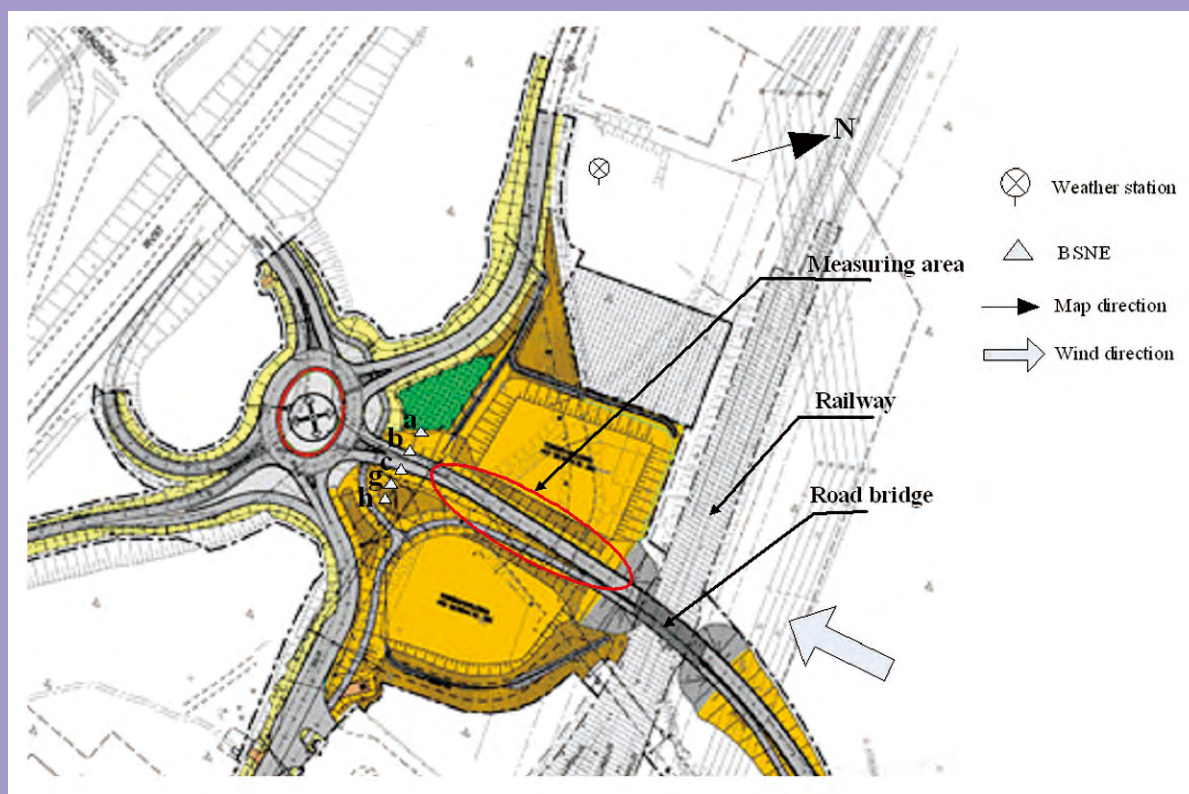 N
Weather station
BSNE
Map direction
Wind direction
Measuring area
Railway
Road bridge
a
b
c
g
h